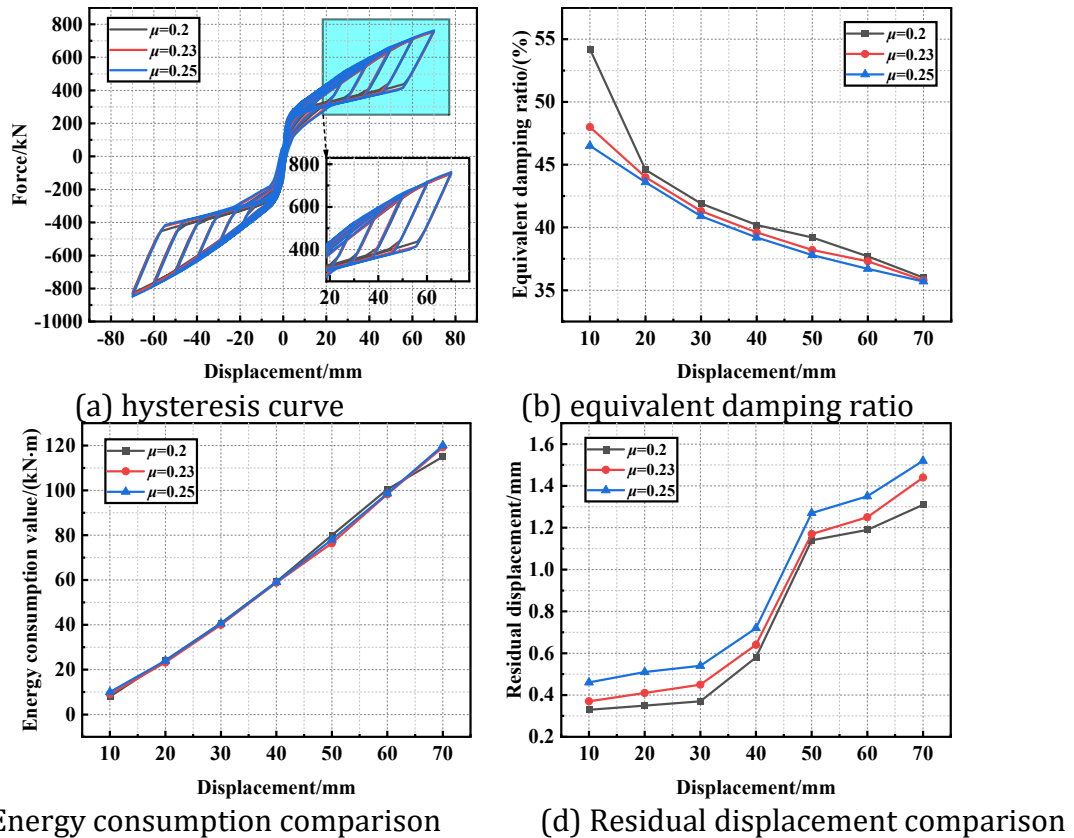 800
600
400
200
0
-200
-400
-600
-800
-1000
Force/kN
μ=0.2
μ=0.23
μ=0.25
800
600
400
20 40 60
-80 -60 -40 -20 0 20 40 60 80
Displacement/mm
(a) hysteresis curve
55
50
45
40
35
Equivalent damping ratio/(%)
μ=0.2
μ=0.23
μ=0.25
10 20 30 40 50 60 70
Displacement/mm
(b) equivalent damping ratio
120
100
80
60
40
20
0
Energy consumption value/(kN·m)
μ=0.2
μ=0.23
μ=0.25
10 20 30 40 50 60 70
Displacement/mm
Energy consumption comparison
1.6
1.4
1.2
1.0
0.8
0.6
0.4
0.2
Residual displacement/mm
μ=0.2
μ=0.23
μ=0.25
10 20 30 40 50 60 70
Displacement/mm
(d) Residual displacement comparison